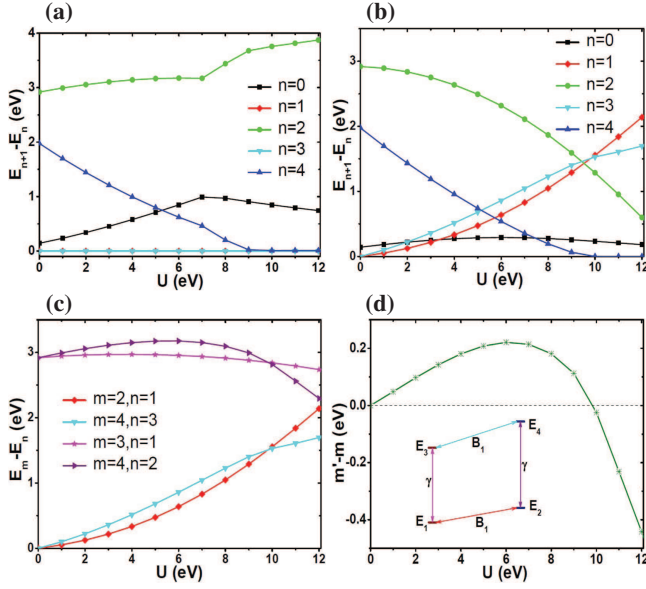 (a)
4
3
2
1
0
E_{n+1}-E_n (eV)
n=0
n=1
n=2
n=3
n=4
0 2 4 6 8 10 12
U (eV)
(b)
4
3
2
1
0
E_{n+1}-E_n (eV)
n=0
n=1
n=2
n=3
n=4
0 2 4 6 8 10 12
U (eV)
(c)
4
3
2
1
0
E_m-E_n (eV)
m=2,n=1
m=4,n=3
m=3,n=1
m=4,n=2
0 2 4 6 8 10 12
U (eV)
(d)
0.2
0.0
-0.2
-0.4
m'-m (eV)
E_4
E_3
B_1
γ
γ
E_2
E_1
B_1
0 2 4 6 8 10 12
U (eV)